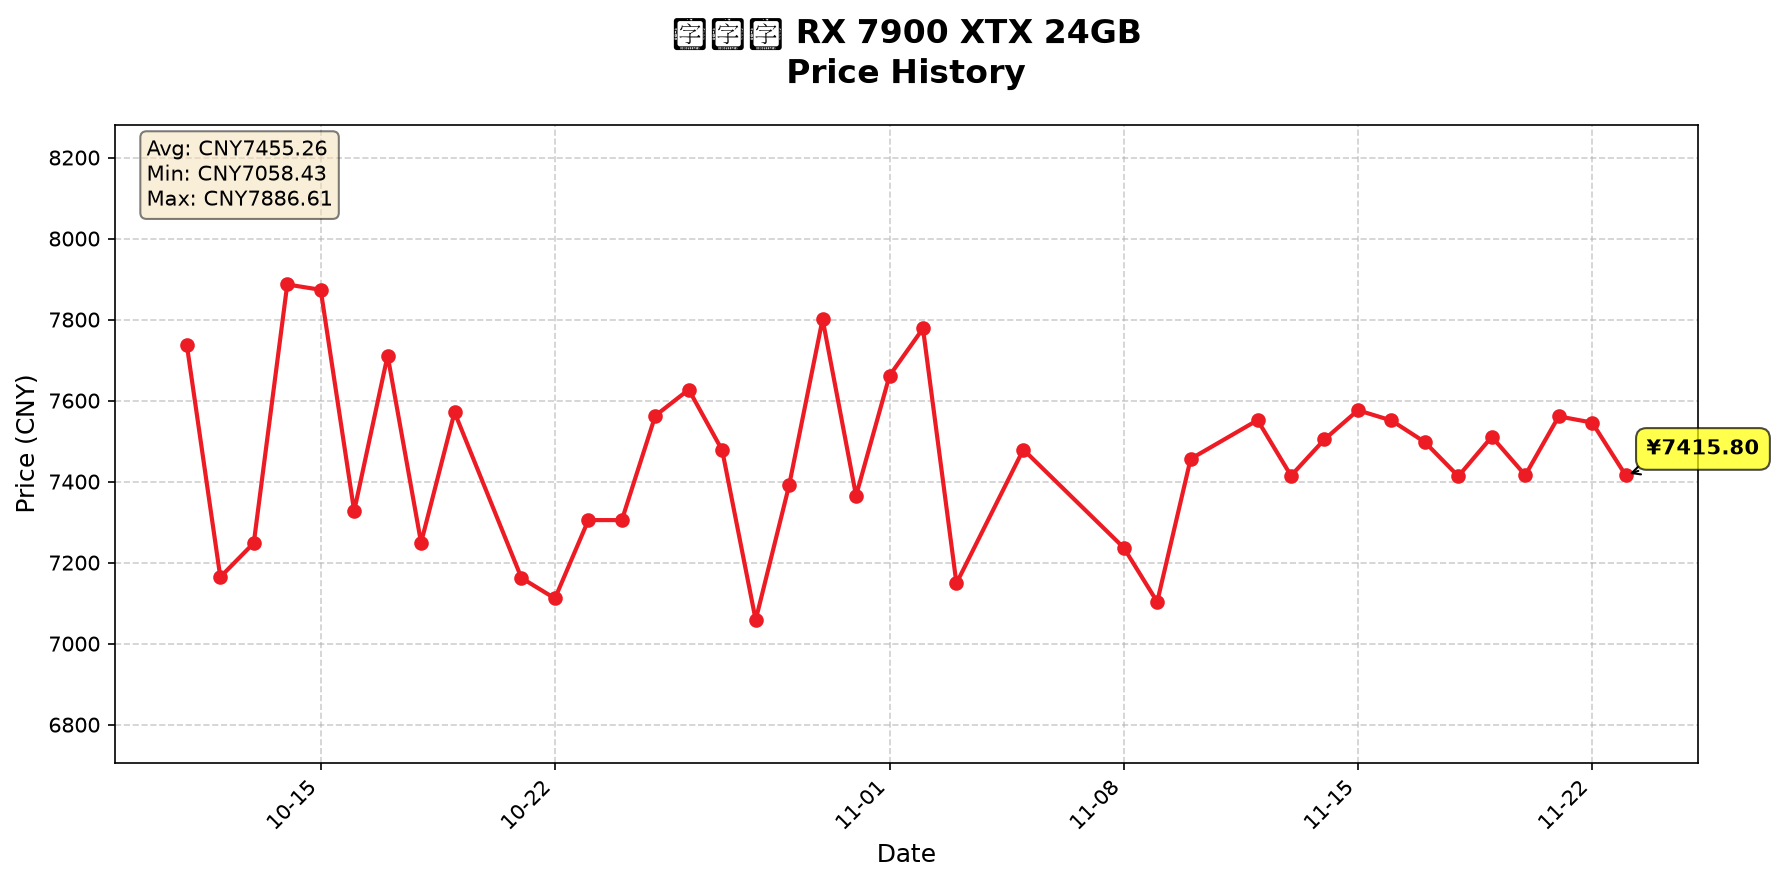 RX 7900 XTX 24GB
Price History
Avg: CNY7455.26
Min: CNY7058.43
Max: CNY7886.61
8200
8000
7800
7600
7400
7200
7000
6800
Price (CNY)
¥7415.80
10-15
10-22
11-01
11-08
11-15
11-22
Date